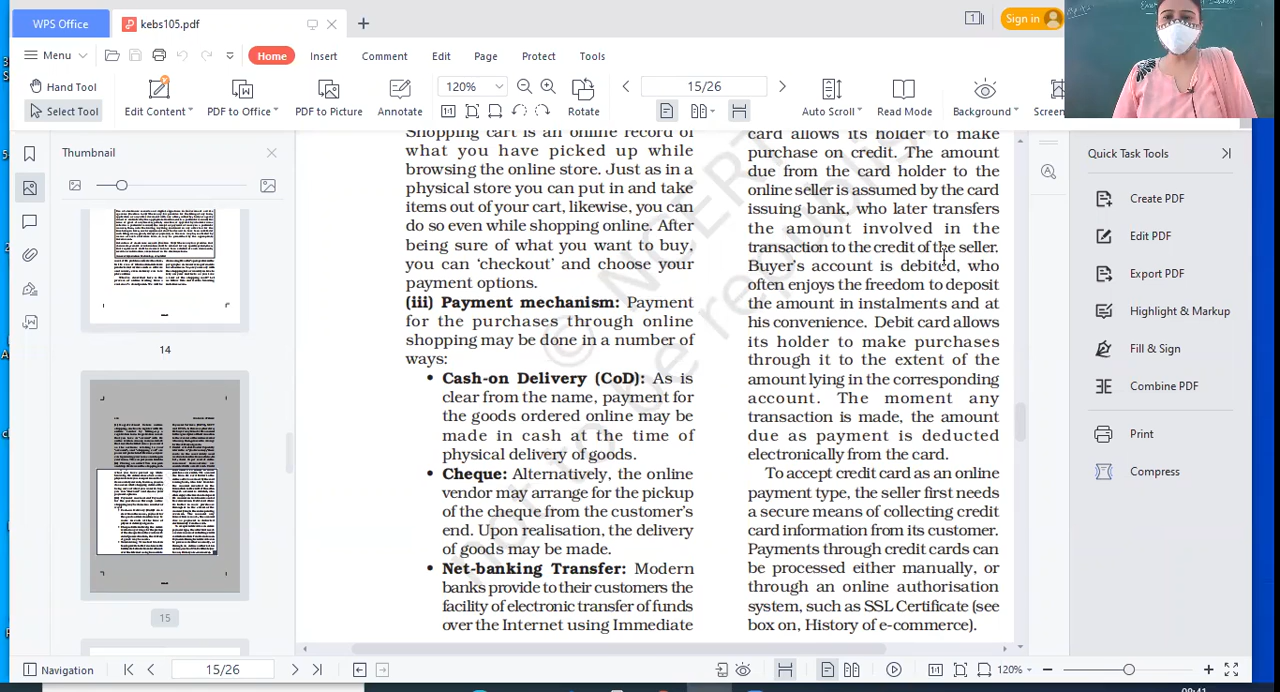 WPS Office
kebs105.pdf
Sign in
Menu
Home
Insert
Comment
Edit
Page
Protect
Tools
Hand Tool
Select Tool
Edit Content
PDF to Office
PDF to Picture
Annotate
120%
Rotate
15/26
Auto Scroll
Read Mode
Background
Screen
Thumbnail
14
15
Shopping cart is an online record of
what you have picked up while
browsing the online store. Just as in a
physical store you can put in and take
items out of your cart, likewise, you can
do so even while shopping online. After
being sure of what you want to buy,
you can ‘checkout’ and choose your
payment options.
(iii) Payment mechanism: Payment
for the purchases through online
shopping may be done in a number of
ways:
• Cash-on Delivery (CoD): As is
clear from the name, payment for
the goods ordered online may be
made in cash at the time of
physical delivery of goods.
• Cheque: Alternatively, the online
vendor may arrange for the pickup
of the cheque from the customer’s
end. Upon realisation, the delivery
of goods may be made.
• Net-banking Transfer: Modern
banks provide to their customers the
facility of electronic transfer of funds
over the Internet using Immediate
card allows its holder to make
purchase on credit. The amount
due from the card holder to the
online seller is assumed by the card
issuing bank, who later transfers
the amount involved in the
transaction to the credit of the seller.
Buyer’s account is debited, who
often enjoys the freedom to deposit
the amount in instalments and at
his convenience. Debit card allows
its holder to make purchases
through it to the extent of the
amount lying in the corresponding
account. The moment any
transaction is made, the amount
due as payment is deducted
electronically from the card.
To accept credit card as an online
payment type, the seller first needs
a secure means of collecting credit
card information from its customer.
Payments through credit cards can
be processed either manually, or
through an online authorisation
system, such as SSL Certificate (see
box on, History of e-commerce).
© NCERT
not to be republished
Quick Task Tools
Create PDF
Edit PDF
Export PDF
Highlight & Markup
Fill & Sign
Combine PDF
Print
Compress
Navigation
15/26
120%